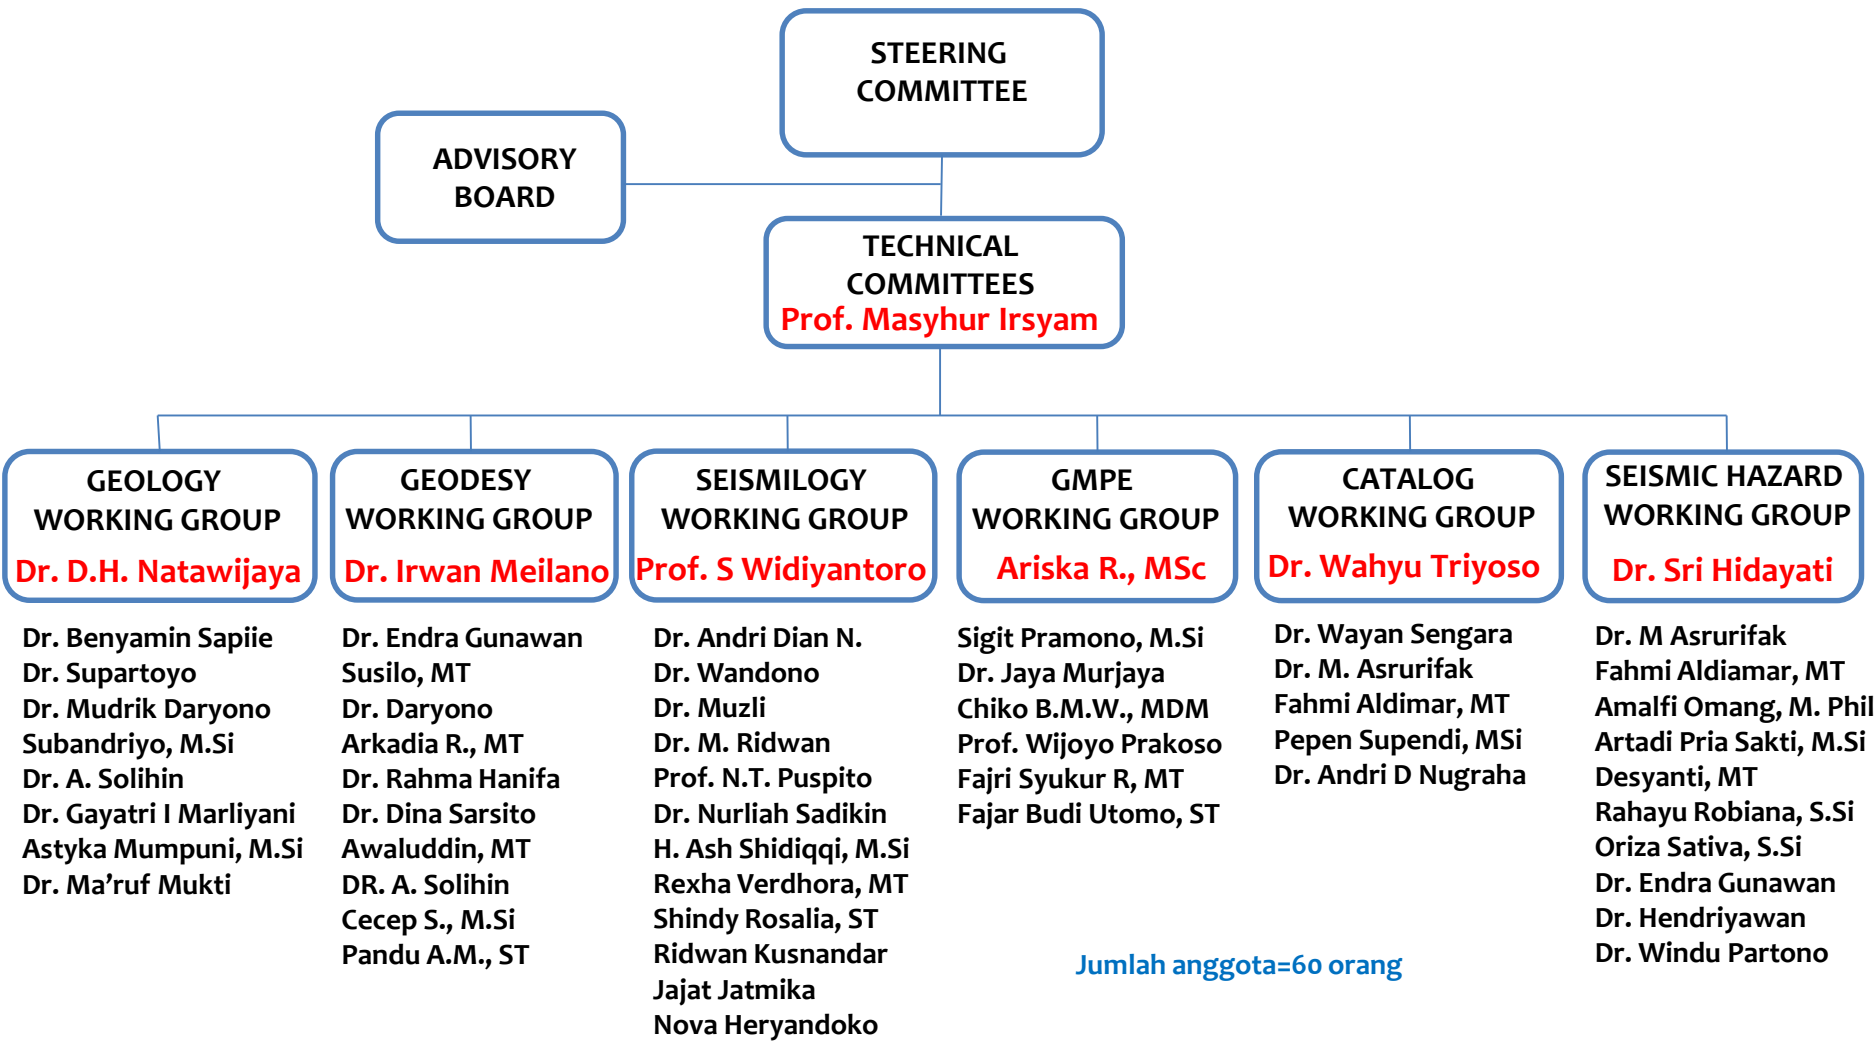 STEERING
COMMITTEE
ADVISORY
BOARD
TECHNICAL
COMMITTEES
Prof. Masyhur Irsyam
GEOLOGY
WORKING GROUP
Dr. D.H. Natawijaya
Dr. Benyamin Sapiie
Dr. Supartoyo
Dr. Mudrik Daryono
Subandriyo, M.Si
Dr. A. Solihin
Dr. Gayatri I Marliyani
Astyka Mumpuni, M.Si
Dr. Ma’ruf Mukti
GEODESY
WORKING GROUP
Dr. Irwan Meilano
Dr. Endra Gunawan
Susilo, MT
Dr. Daryono
Arkadia R., MT
Dr. Rahma Hanifa
Dr. Dina Sarsito
Awaluddin, MT
DR. A. Solihin
Cecep S., M.Si
Pandu A.M., ST
SEISMILOGY
WORKING GROUP
Prof. S Widiyantoro
Dr. Andri Dian N.
Dr. Wandono
Dr. Muzli
Dr. M. Ridwan
Prof. N.T. Puspito
Dr. Nurliah Sadikin
H. Ash Shidiqqi, M.Si
Rexha Verdhora, MT
Shindy Rosalia, ST
Ridwan Kusnandar
Jajat Jatmika
Nova Heryandoko
GMPE
WORKING GROUP
Ariska R., MSc
Sigit Pramono, M.Si
Dr. Jaya Murjaya
Chiko B.M.W., MDM
Prof. Wijoyo Prakoso
Fajri Syukur R, MT
Fajar Budi Utomo, ST
CATALOG
WORKING GROUP
Dr. Wahyu Triyoso
Dr. Wayan Sengara
Dr. M. Asrurifak
Fahmi Aldimar, MT
Pepen Supendi, MSi
Dr. Andri D Nugraha
SEISMIC HAZARD
WORKING GROUP
Dr. Sri Hidayati
Dr. M Asrurifak
Fahmi Aldiamar, MT
Amalfi Omang, M. Phil
Artadi Pria Sakti, M.Si
Desyanti, MT
Rahayu Robiana, S.Si
Oriza Sativa, S.Si
Dr. Endra Gunawan
Dr. Hendriyawan
Dr. Windu Partono
Jumlah anggota=60 orang